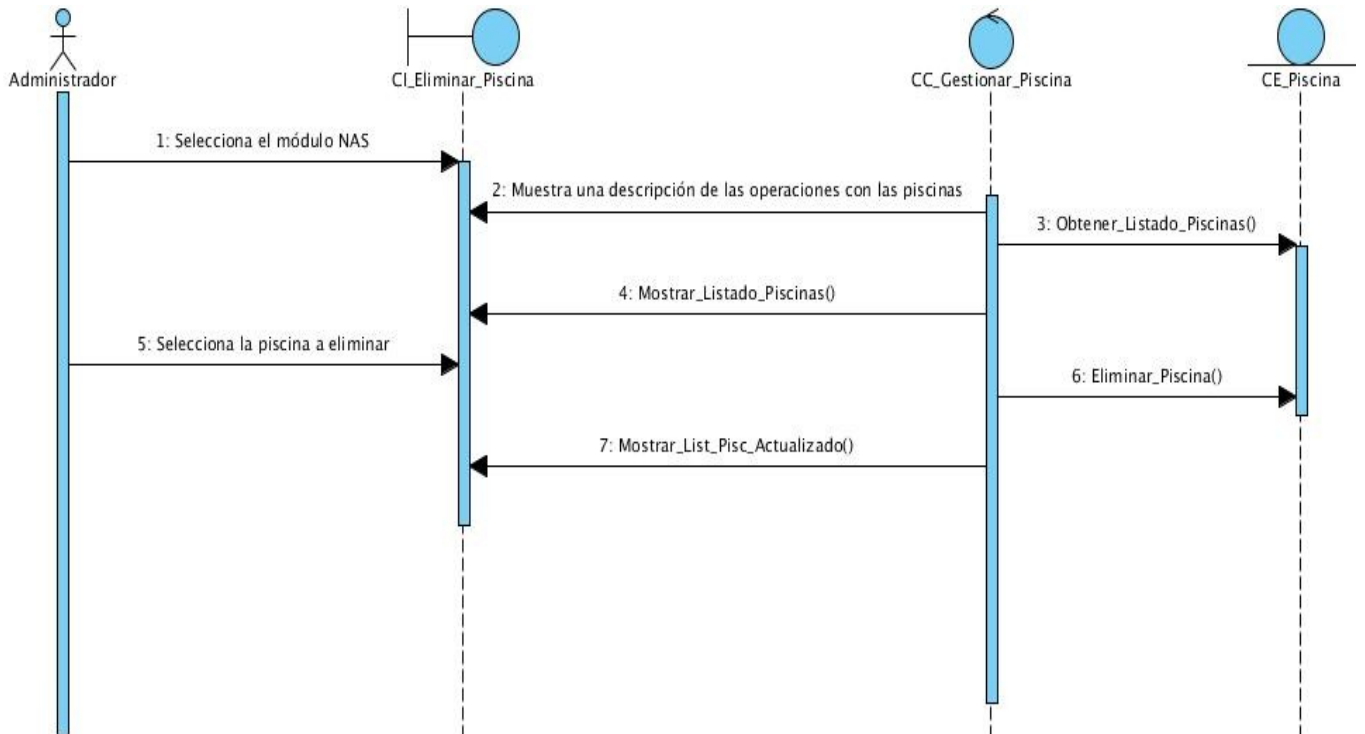 Administrador
CI_Eliminar_Piscina
CC_Gestionar_Piscina
CE_Piscina
1: Selecciona el módulo NAS
2: Muestra una descripción de las operaciones con las piscinas
3: Obtener_Listado_Piscinas()
4: Mostrar_Listado_Piscinas()
5: Selecciona la piscina a eliminar
6: Eliminar_Piscina()
7: Mostrar_List_Pisc_Actualizado()